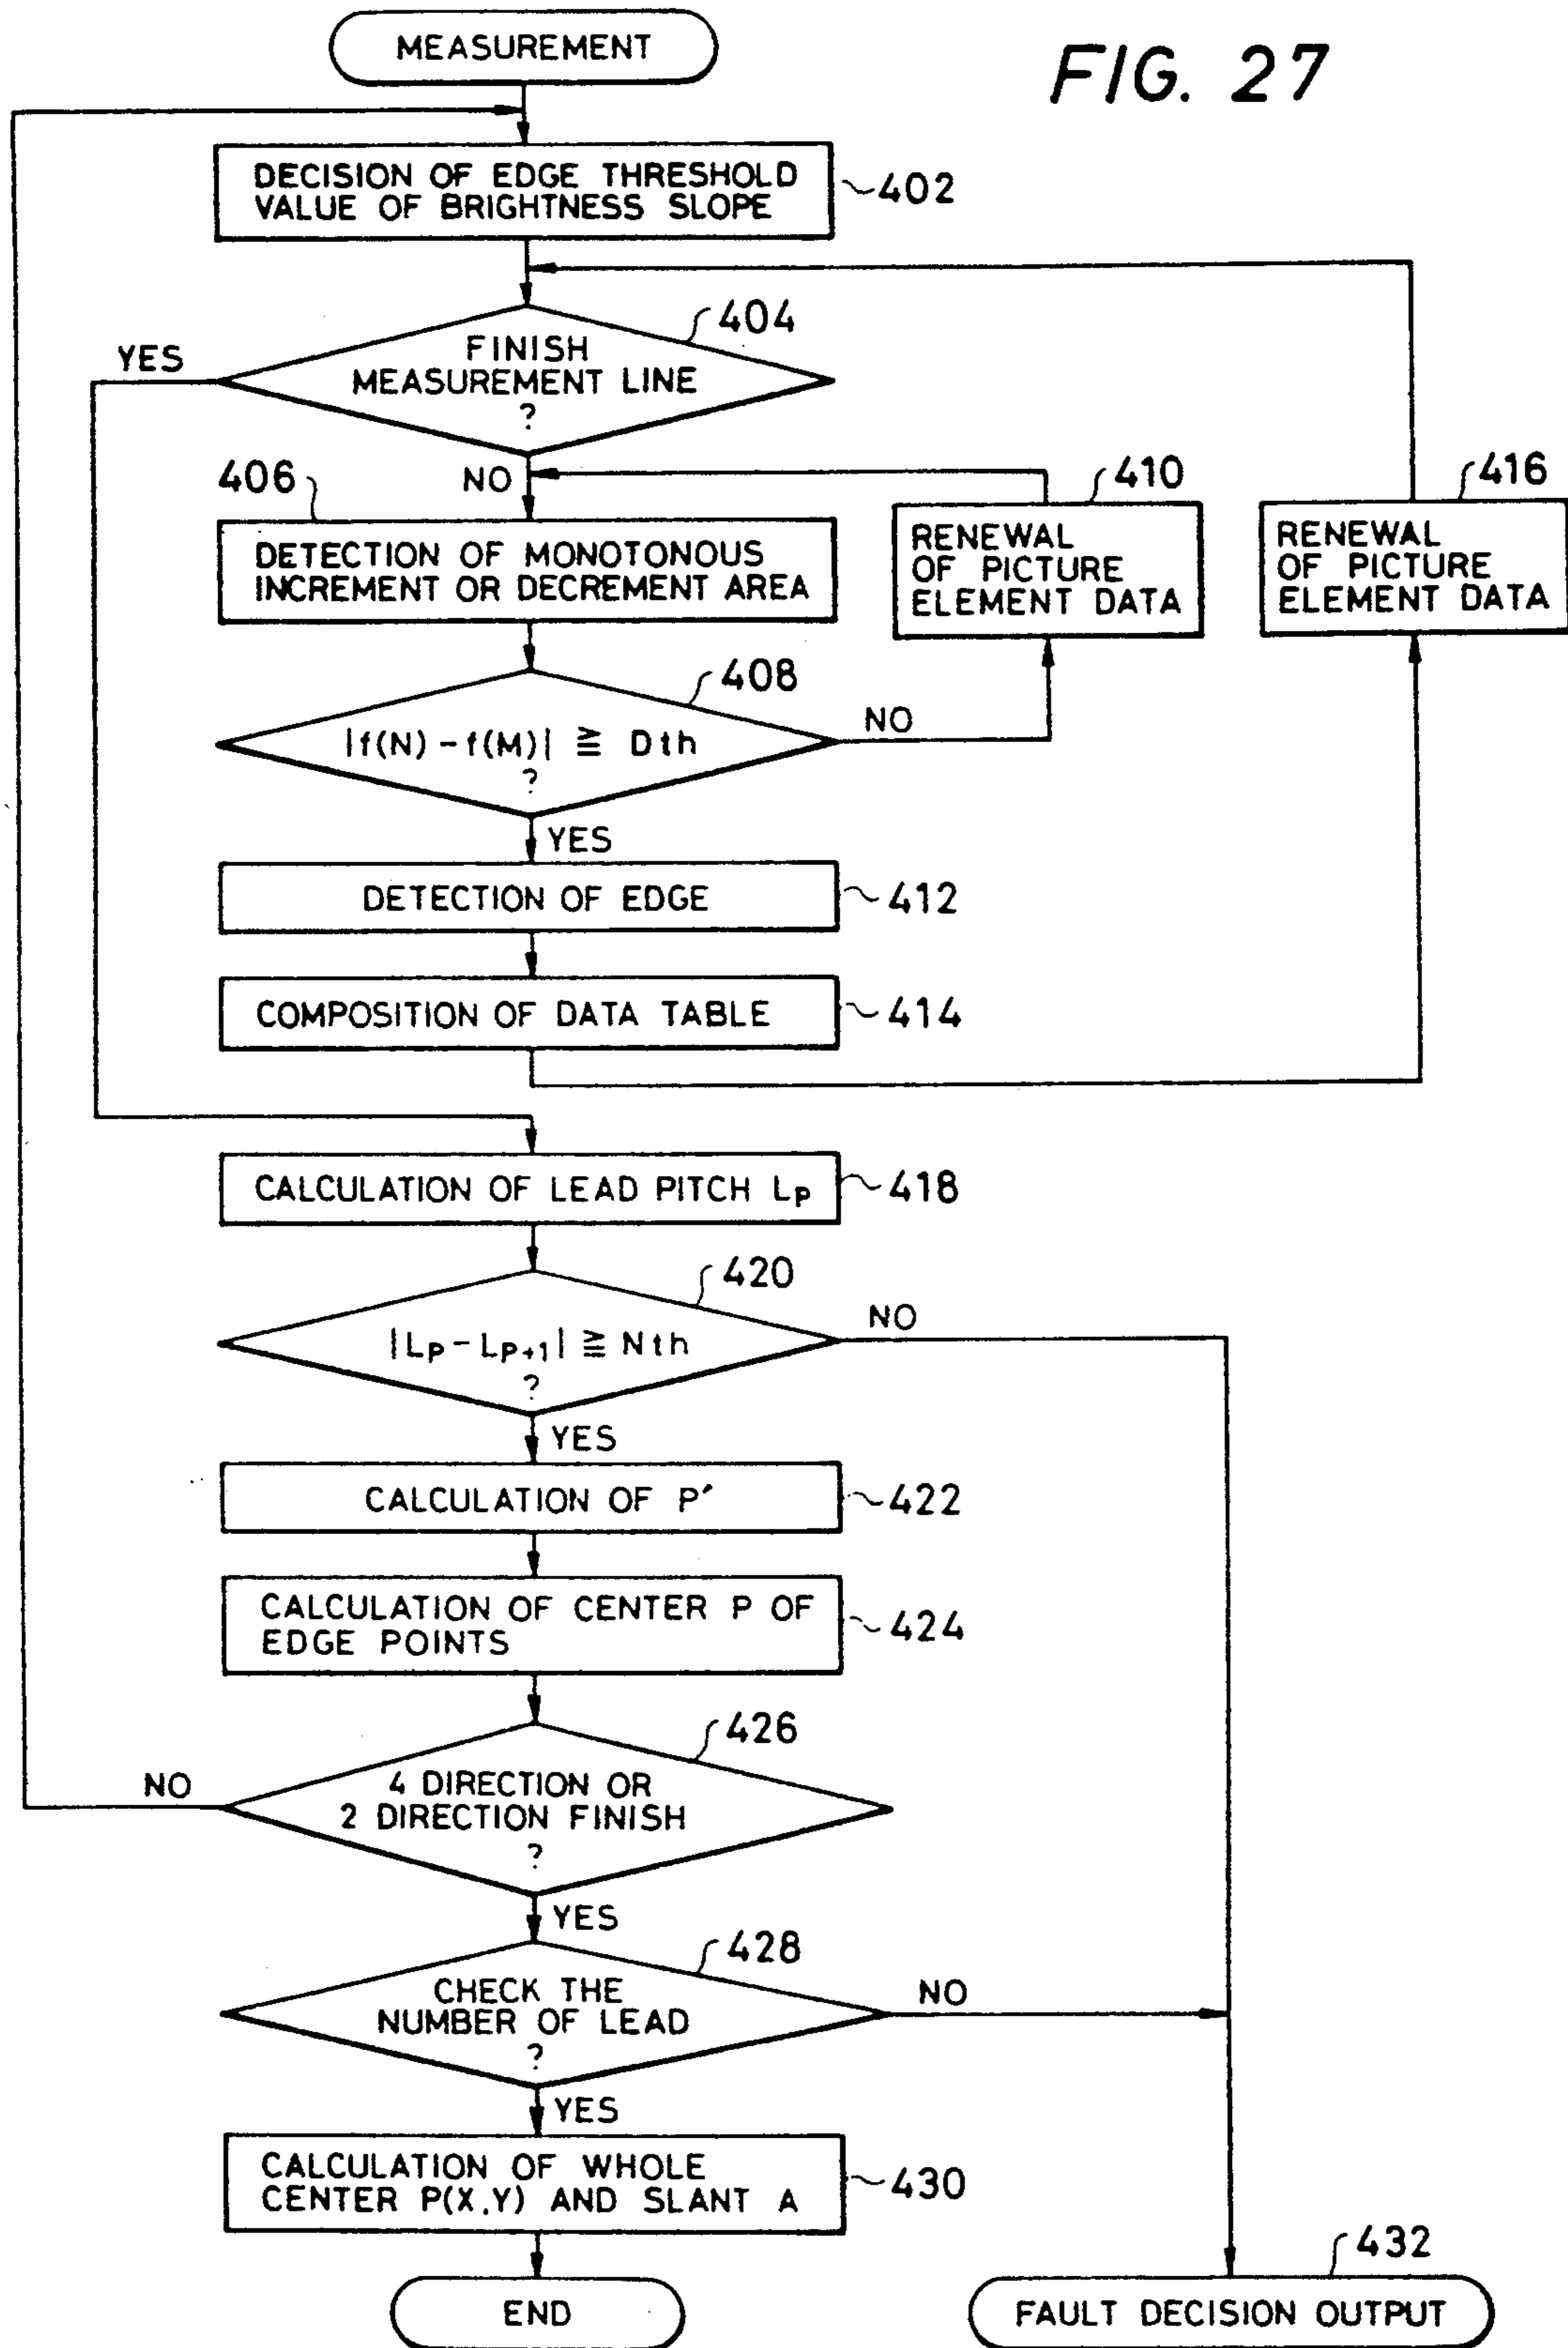 MEASUREMENT
FIG. 27
DECISION OF EDGE THRESHOLD
VALUE OF BRIGHTNESS SLOPE
402
404
YES
FINISH
MEASUREMENT LINE
?
406
NO
410
416
DETECTION OF MONOTONOUS
INCREMENT OR DECREMENT AREA
RENEWAL
OF PICTURE
ELEMENT DATA
RENEWAL
OF PICTURE
ELEMENT DATA
408
|f(N) - f(M)| ≧ Dth
?
NO
YES
DETECTION OF EDGE
412
COMPOSITION OF DATA TABLE
414
CALCULATION OF LEAD PITCH Lp
418
420
|Lp - Lp+1| ≧ Nth
?
NO
YES
CALCULATION OF P′
422
CALCULATION OF CENTER P OF
EDGE POINTS
424
426
NO
4 DIRECTION OR
2 DIRECTION FINISH
?
YES
428
CHECK THE
NUMBER OF LEAD
?
NO
YES
CALCULATION OF WHOLE
CENTER P(X,Y) AND SLANT A
430
432
END
FAULT DECISION OUTPUT